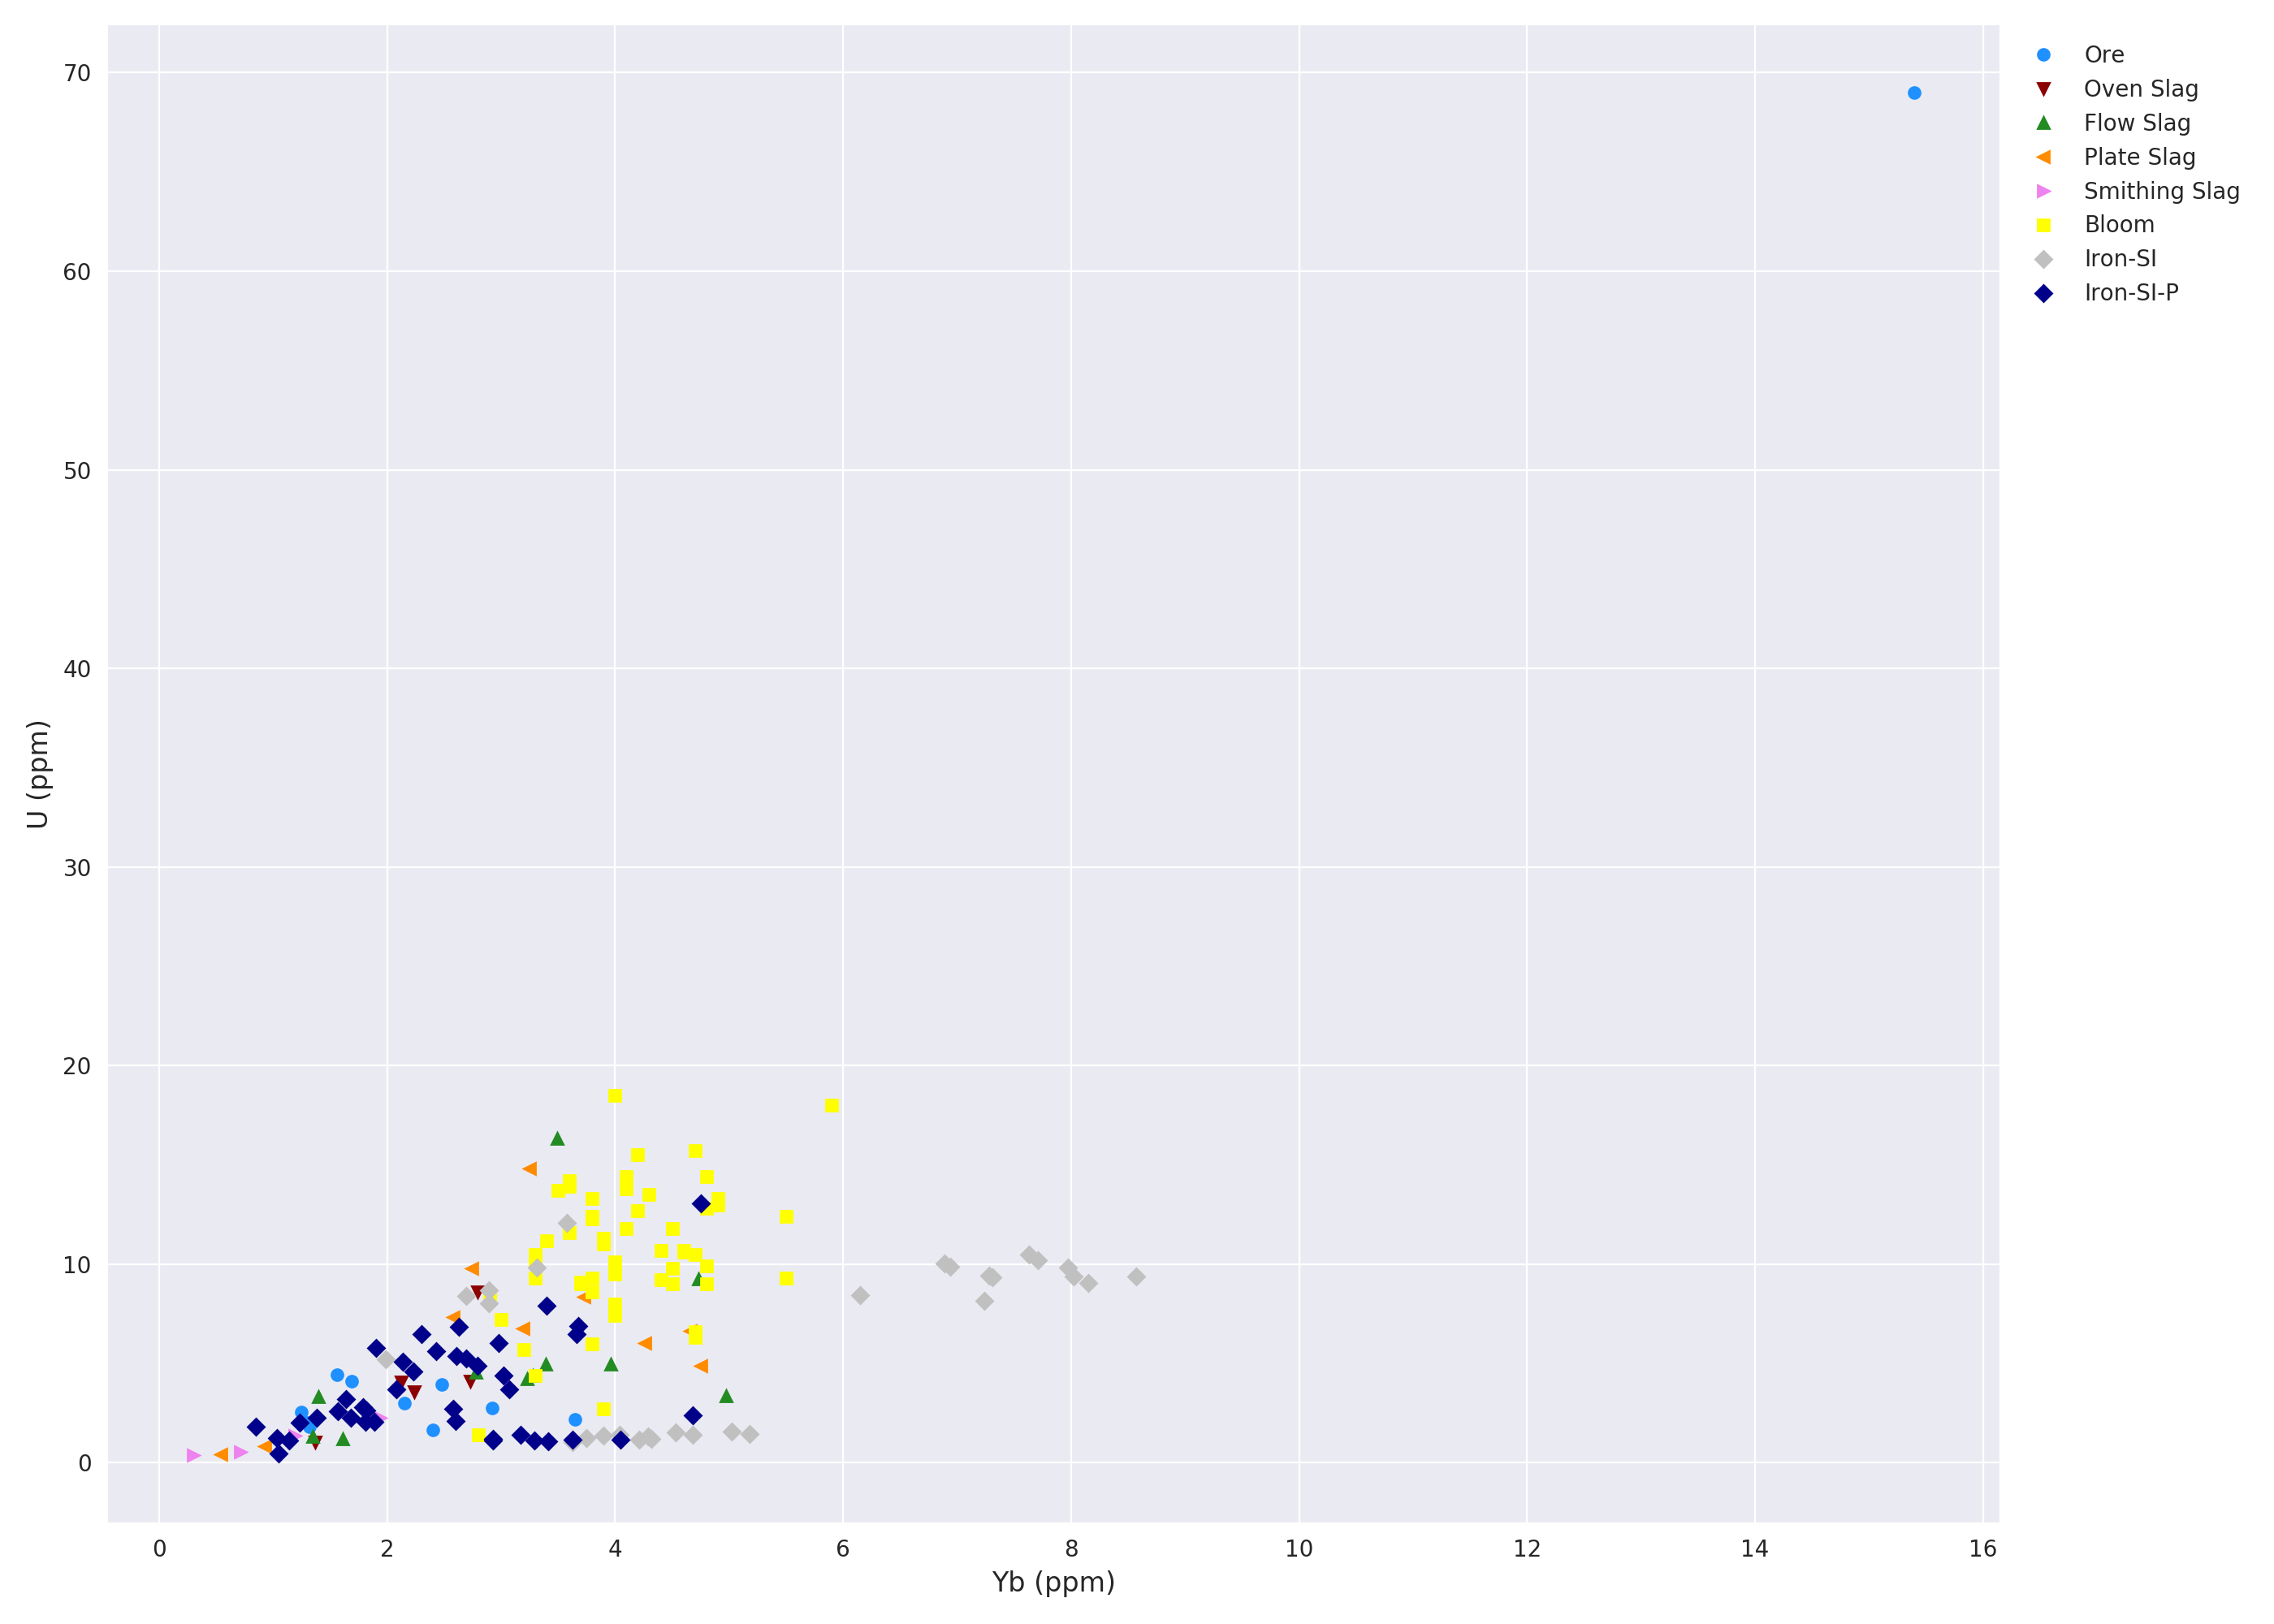 70
60
50
40
30
20
10
0
U (ppm)
0 2 4 6 8 10 12 14 16
Yb (ppm)
Ore
Oven Slag
Flow Slag
Plate Slag
Smithing Slag
Bloom
Iron-SI
Iron-SI-P